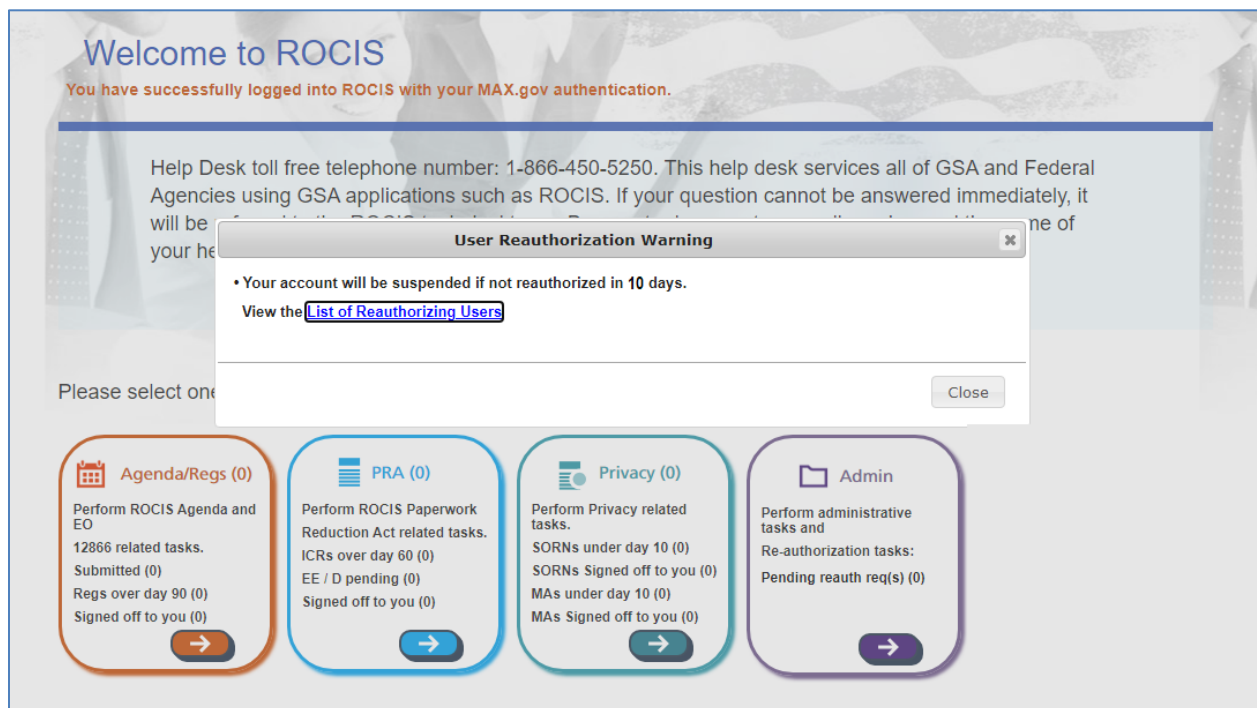 Welcome to ROCIS
You have successfully logged into ROCIS with your MAX.gov authentication.
Help Desk toll free telephone number: 1-866-450-5250. This help desk services all of GSA and Federal
Agencies using GSA applications such as ROCIS. If your question cannot be answered immediately, it
will be
of
your
User Reauthorization Warning
• Your account will be suspended if not reauthorized in 10 days.
View the List of Reauthorizing Users
Close
Please select one
Agenda/Regs (0)
Perform ROCIS Agenda and
EO
12866 related tasks.
Submitted (0)
Regs over day 90 (0)
Signed off to you (0)
PRA (0)
Perform ROCIS Paperwork
Reduction Act related tasks.
ICRs over day 60 (0)
EE / D pending (0)
Signed off to you (0)
Privacy (0)
Perform Privacy related
tasks.
SORNs under day 10 (0)
SORNs Signed off to you (0)
MAs under day 10 (0)
MAs Signed off to you (0)
Admin
Perform administrative
tasks and
Re-authorization tasks:
Pending reauth req(s) (0)